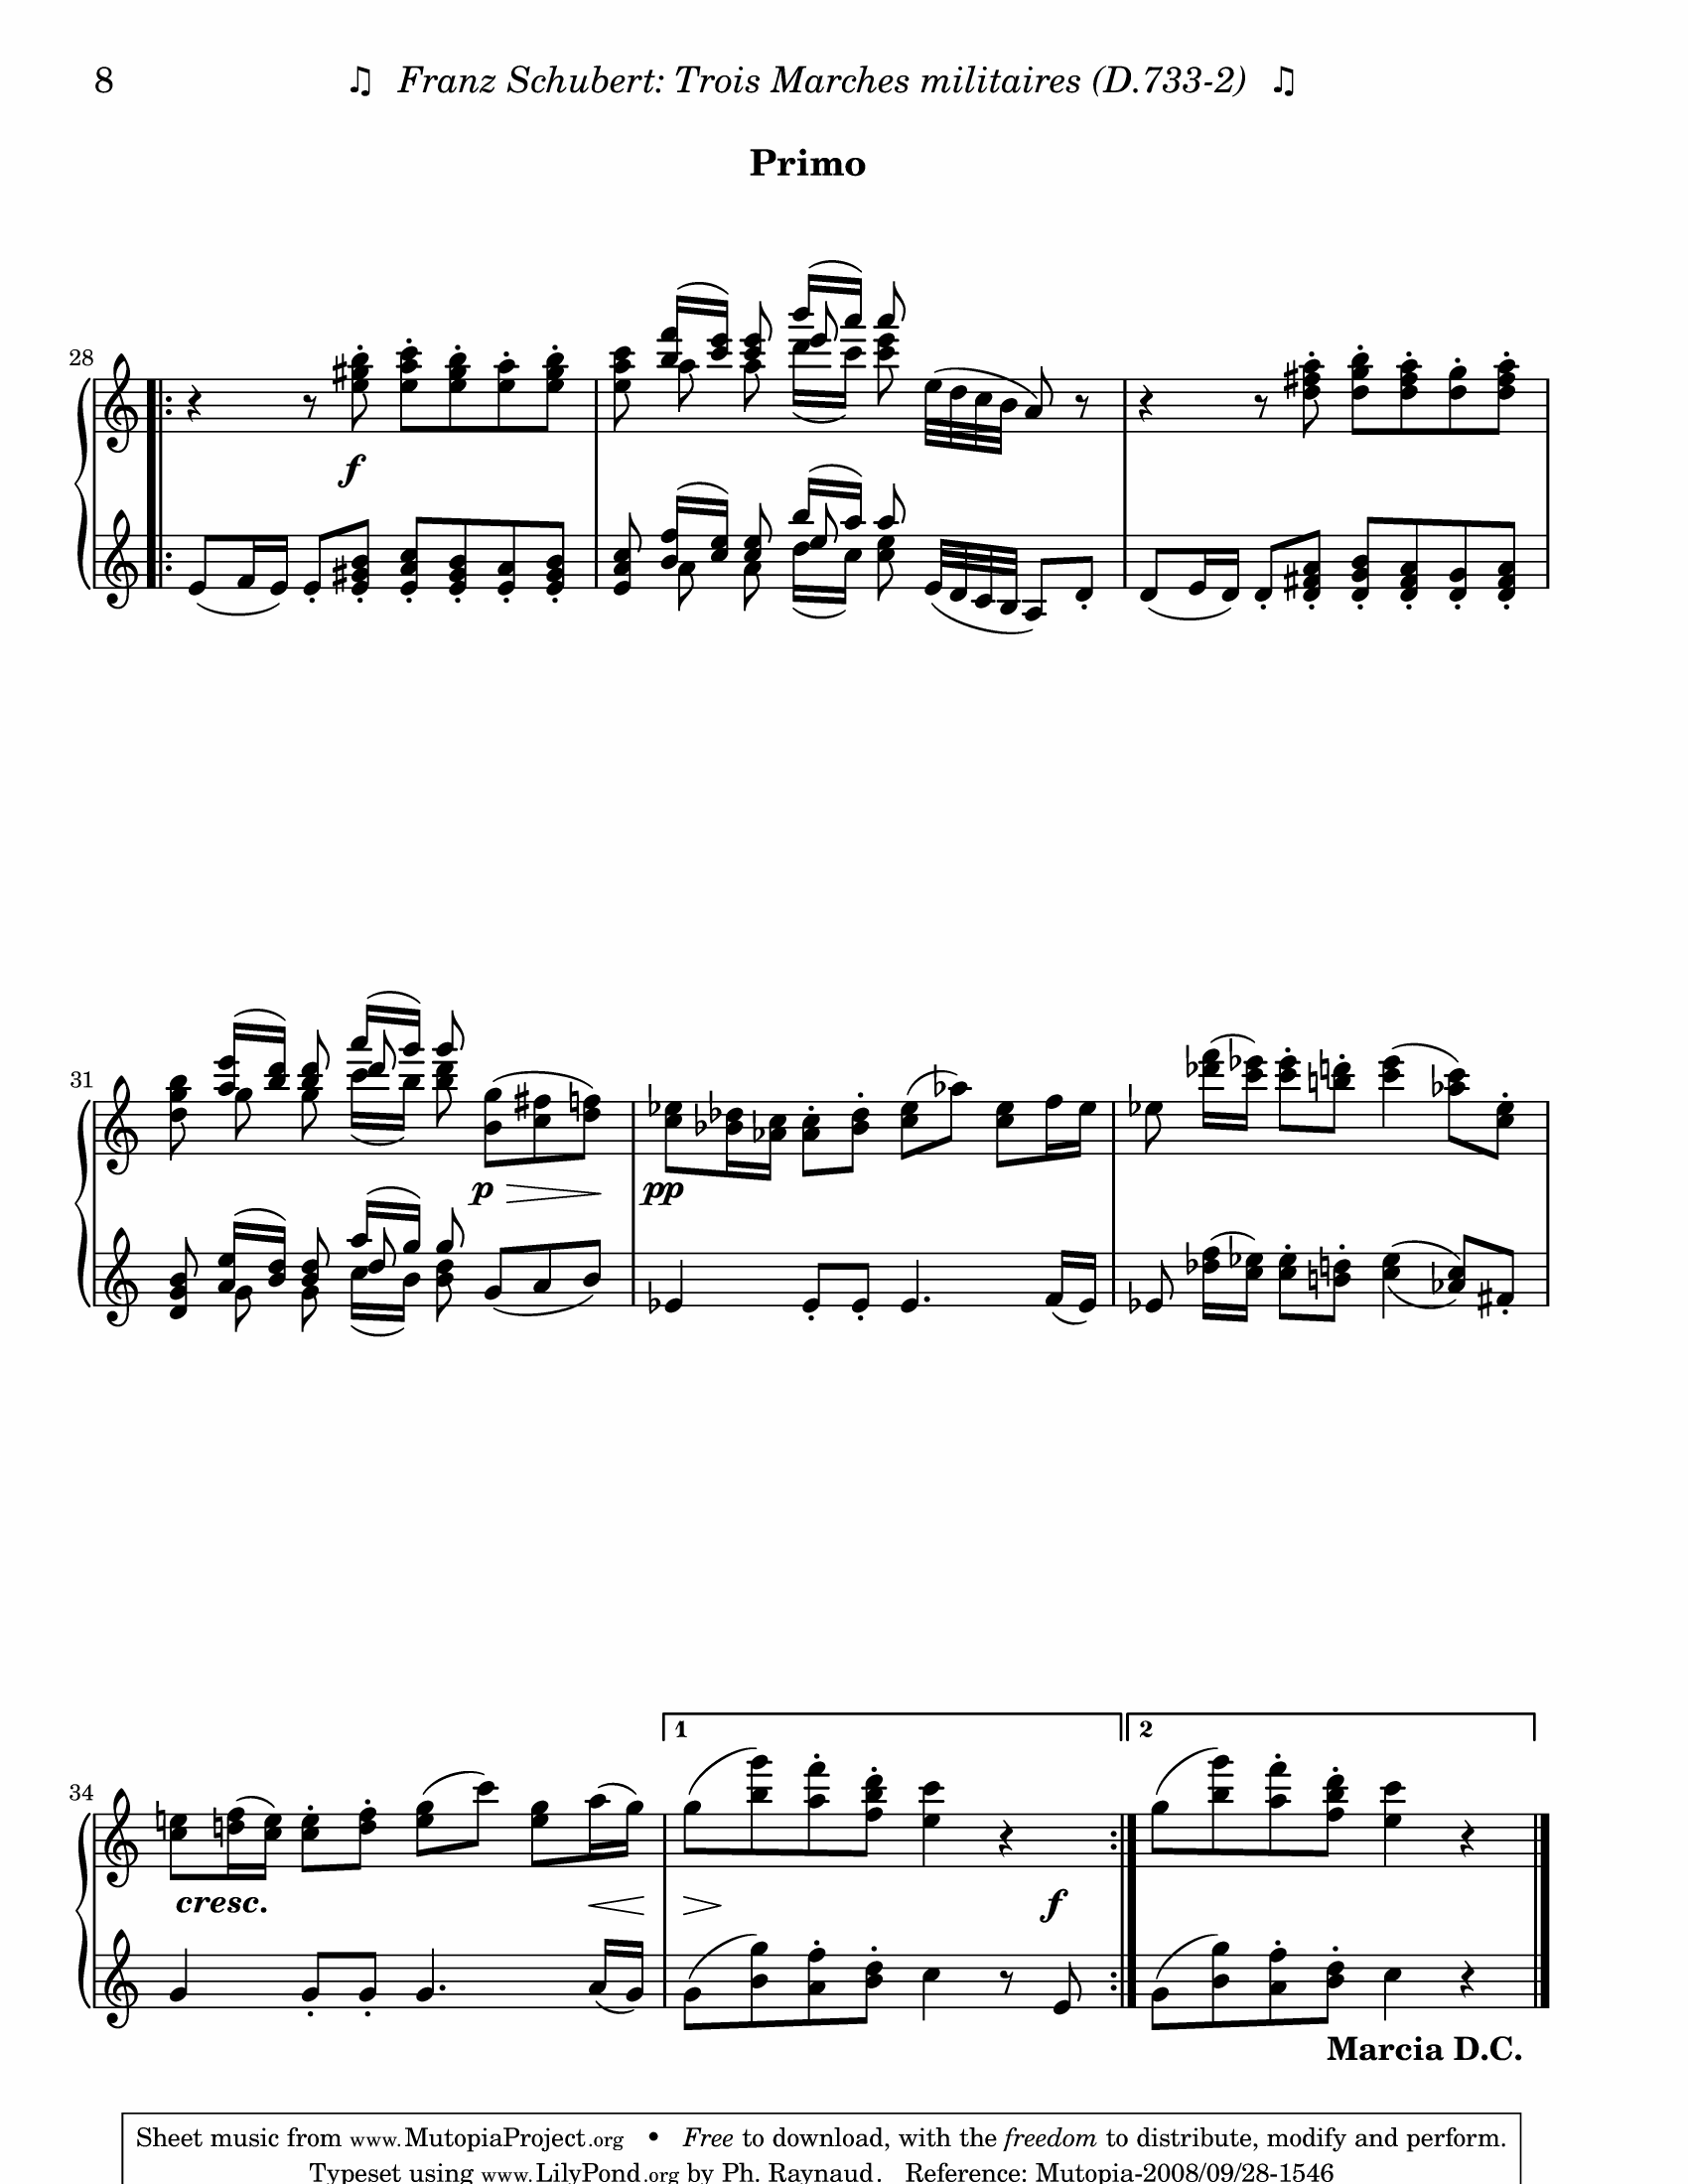 8 ♫ Franz Schubert: Trois Marches militaires (D.733-2) ♫
Primo
28
f
31
p
pp
1
2
34
cresc.
f
Marcia D.C.
Sheet music from www.MutopiaProject.org • Free to download, with the freedom to distribute, modify and perform.
Typeset using www.LilyPond.org by Ph. Raynaud. Reference: Mutopia-2008/09/28-1546